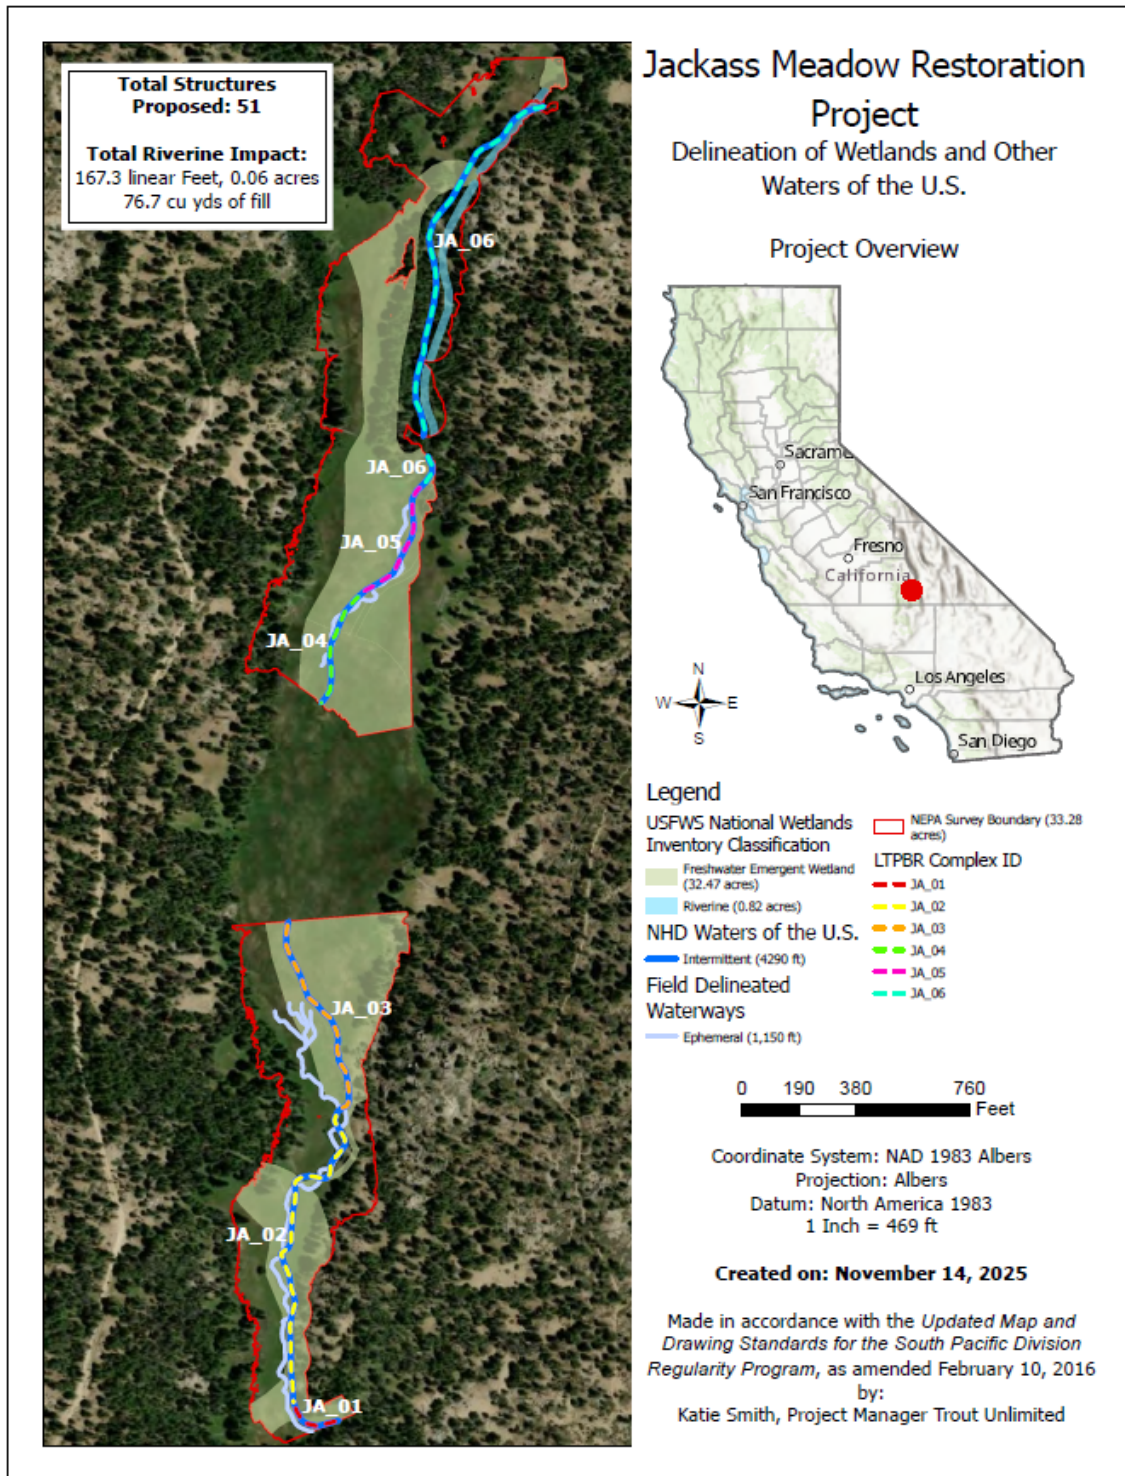 Total Structures
Proposed: 51
Total Riverine Impact:
167.3 linear Feet, 0.06 acres
76.7 cu yds of fill
JA_06
JA_06
JA_05
JA_04
JA_03
JA_02
JA_01
Jackass Meadow Restoration
Project
Delineation of Wetlands and Other
Waters of the U.S.
Project Overview
Sacrame
San Francisco
Fresno
California
Los Angeles
San Diego
N
W
E
S
Legend
USFWS National Wetlands
Inventory Classification
Freshwater Emergent Wetland
(32.47 acres)
Riverine (0.82 acres)
NHD Waters of the U.S.
Intermittent (4290 ft)
Field Delineated
Waterways
Ephemeral (1,150 ft)
NEPA Survey Boundary (33.28
acres)
LTPBR Complex ID
JA_01
JA_02
JA_03
JA_04
JA_05
JA_06
0 190 380 760
Feet
Coordinate System: NAD 1983 Albers
Projection: Albers
Datum: North America 1983
1 Inch = 469 ft
Created on: November 14, 2025
Made in accordance with the Updated Map and
Drawing Standards for the South Pacific Division
Regularity Program, as amended February 10, 2016
by:
Katie Smith, Project Manager Trout Unlimited